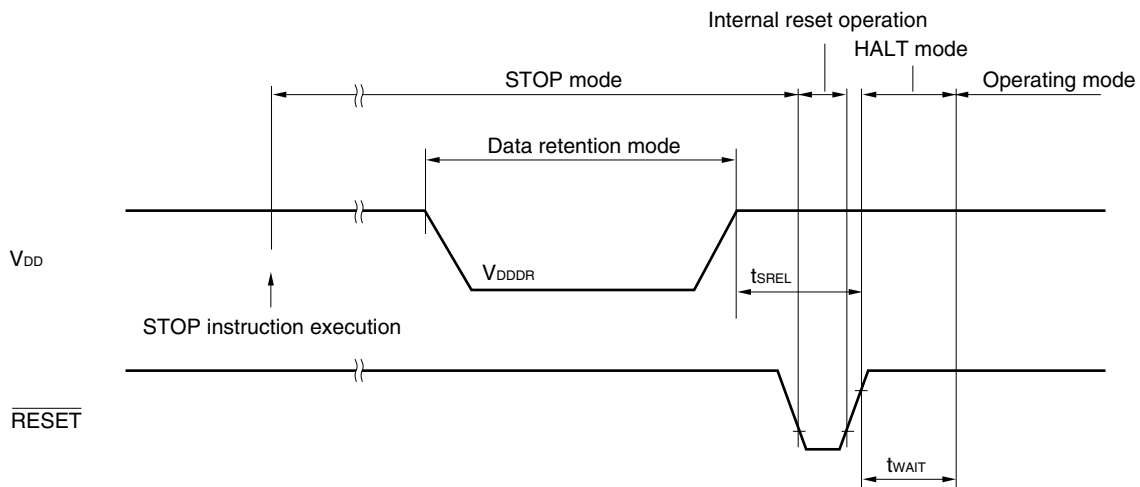 Internal reset operation
HALT mode
STOP mode
Operating mode
Data retention mode
VDD
VDDDR
tSREL
STOP instruction execution
RESET
tWAIT